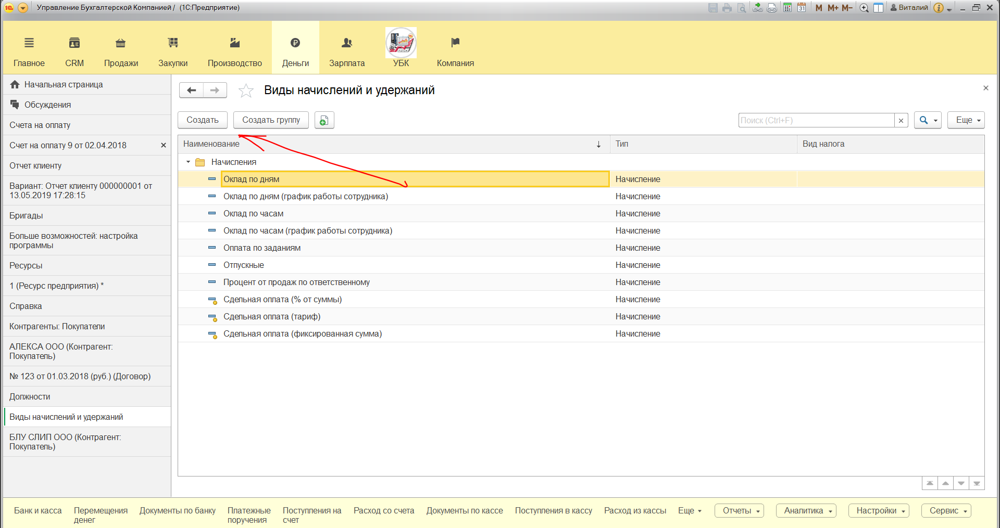 Управление Бухгалтерской Компанией / (1С:Предприятие)
M M+ M- Виталий
31
Главное CRM Продажи Закупки Производство Деньги Зарплата УБК Компания
Начальная страница
Обсуждения
Счета на оплату
Счет на оплату 9 от 02.04.2018
Отчет клиенту
Вариант: Отчет клиенту 000000001 от
13.05.2019 17:28:15
Бригады
Больше возможностей: настройка
программы
Ресурсы
1 (Ресурс предприятия) *
Справка
Контрагенты: Покупатели
АЛЕКСА ООО (Контрагент:
Покупатель)
№ 123 от 01.03.2018 (руб.) (Договор)
Должности
Виды начислений и удержаний
БЛУ СЛИП ООО (Контрагент:
Покупатель)
Виды начислений и удержаний
Создать Создать группу Поиск (Ctrl+F) Еще
Наименование Тип Вид налога
Начисления
Оклад по дням Начисление
Оклад по дням (график работы сотрудника) Начисление
Оклад по часам Начисление
Оклад по часам (график работы сотрудника) Начисление
Оплата по заданиям Начисление
Отпускные Начисление
Процент от продаж по ответственному Начисление
Сдельная оплата (% от суммы) Начисление
Сдельная оплата (тариф) Начисление
Сдельная оплата (фиксированная сумма) Начисление
Банк и касса Перемещения Документы по банку Платежные Поступления на Расход со счета Документы по кассе Поступления в кассу Расход из кассы Еще Отчеты Аналитика Настройки Сервис
денег поручения счет